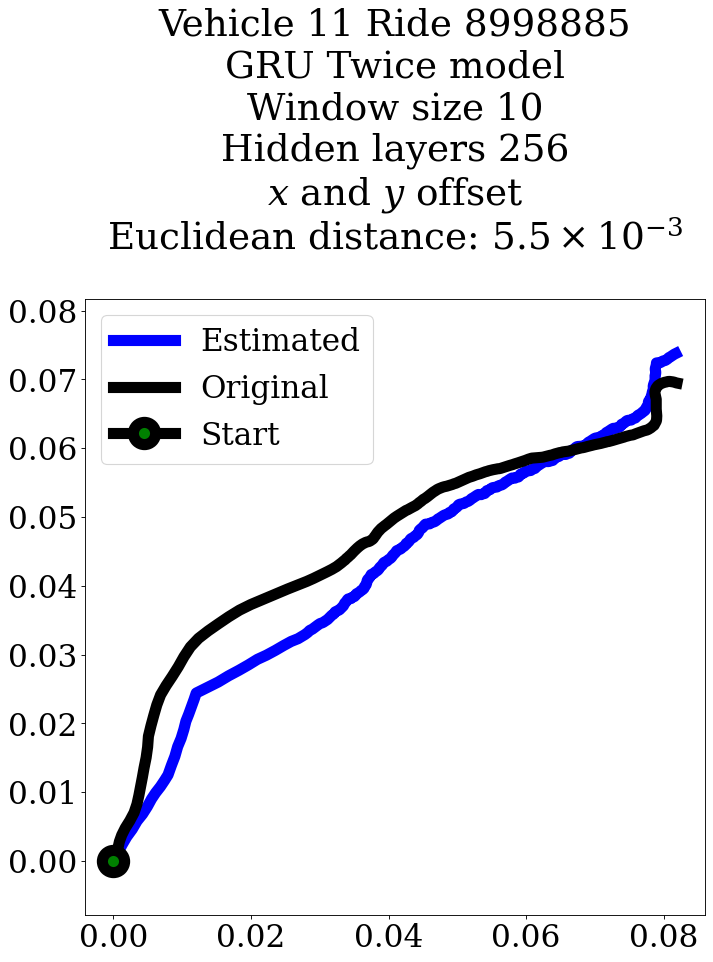 Vehicle 11 Ride 8998885
GRU Twice model
Window size 10
Hidden layers 256
x and y offset
Euclidean distance: 5.5 × 10⁻³
0.08
0.07
0.06
0.05
0.04
0.03
0.02
0.01
0.00
Estimated
Original
Start
0.00 0.02 0.04 0.06 0.08